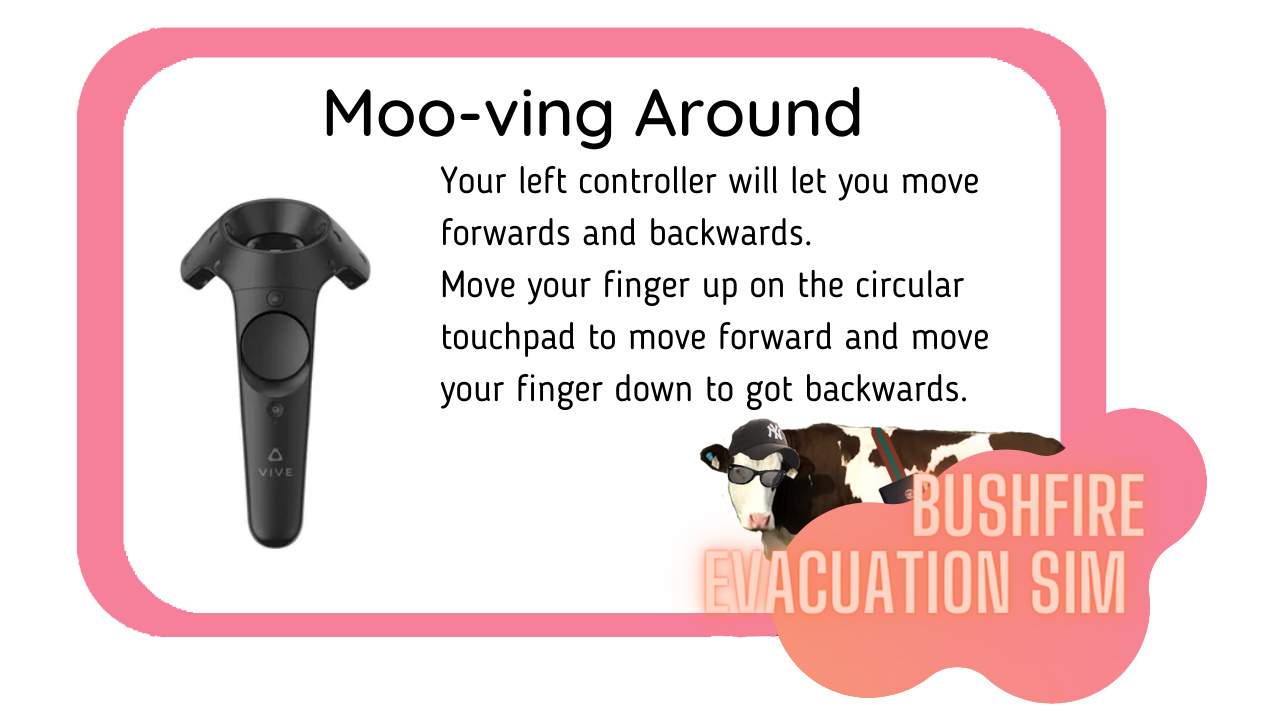 Moo-ving Around
Your left controller will let you move
forwards and backwards.
Move your finger up on the circular
touchpad to move forward and move
your finger down to got backwards.
VIVE
NY
BUSHFIRE
EVACUATION SIM